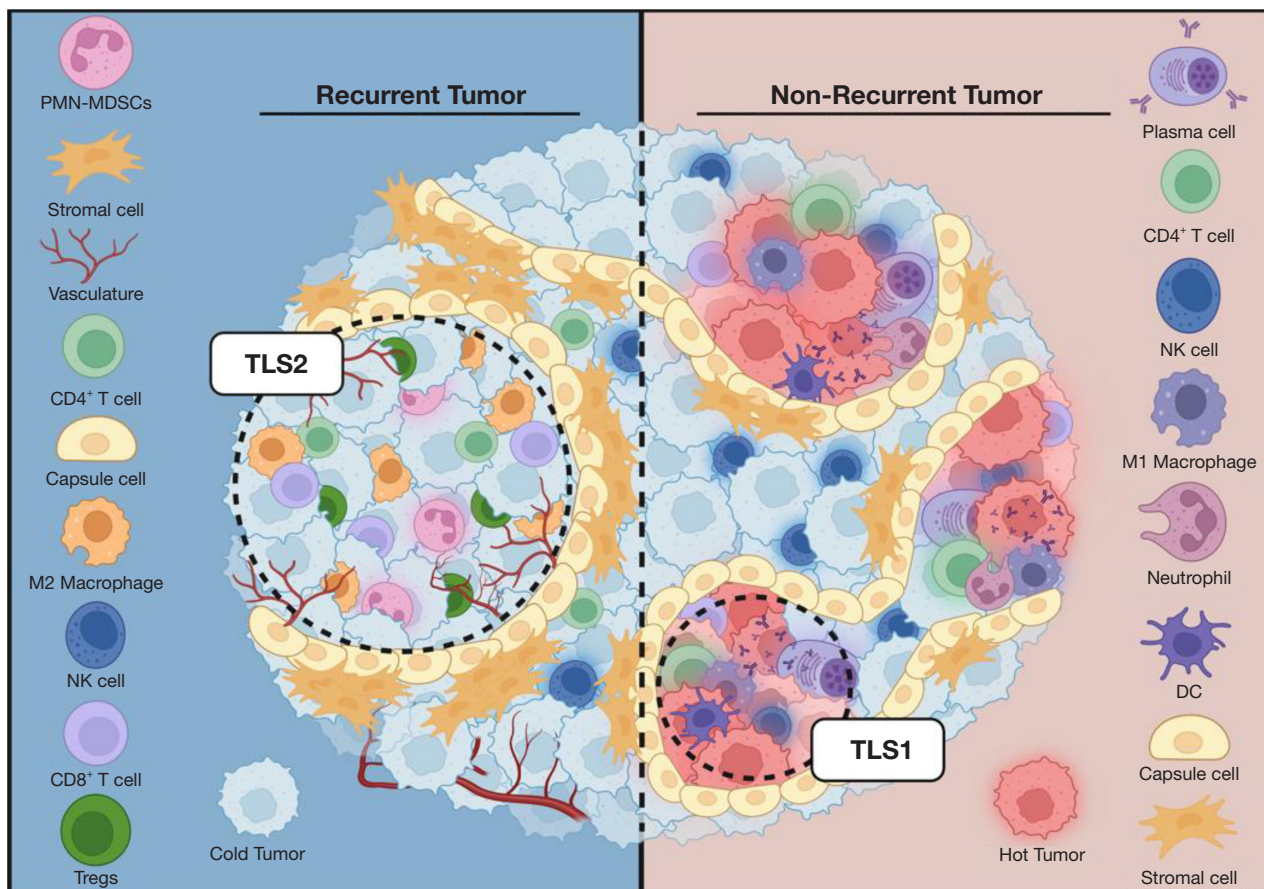 Recurrent Tumor
Non-Recurrent Tumor
PMN-MDSCs
Stromal cell
Vasculature
CD4⁺ T cell
Capsule cell
M2 Macrophage
NK cell
CD8⁺ T cell
Tregs
Cold Tumor
TLS2
TLS1
Hot Tumor
Plasma cell
CD4⁺ T cell
NK cell
M1 Macrophage
Neutrophil
DC
Capsule cell
Stromal cell